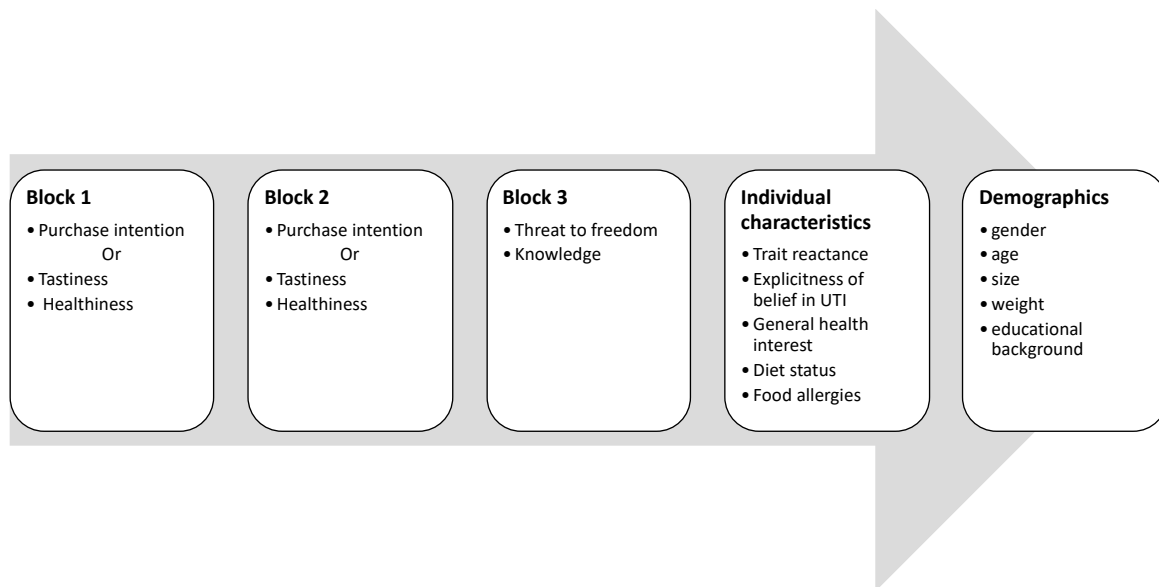 Block 1
• Purchase intention
Or
• Tastiness
• Healthiness
Block 2
• Purchase intention
Or
• Tastiness
• Healthiness
Block 3
• Threat to freedom
• Knowledge
Individual
characteristics
• Trait reactance
• Explicitness of
belief in UTI
• General health
interest
• Diet status
• Food allergies
Demographics
• gender
• age
• size
• weight
• educational
background